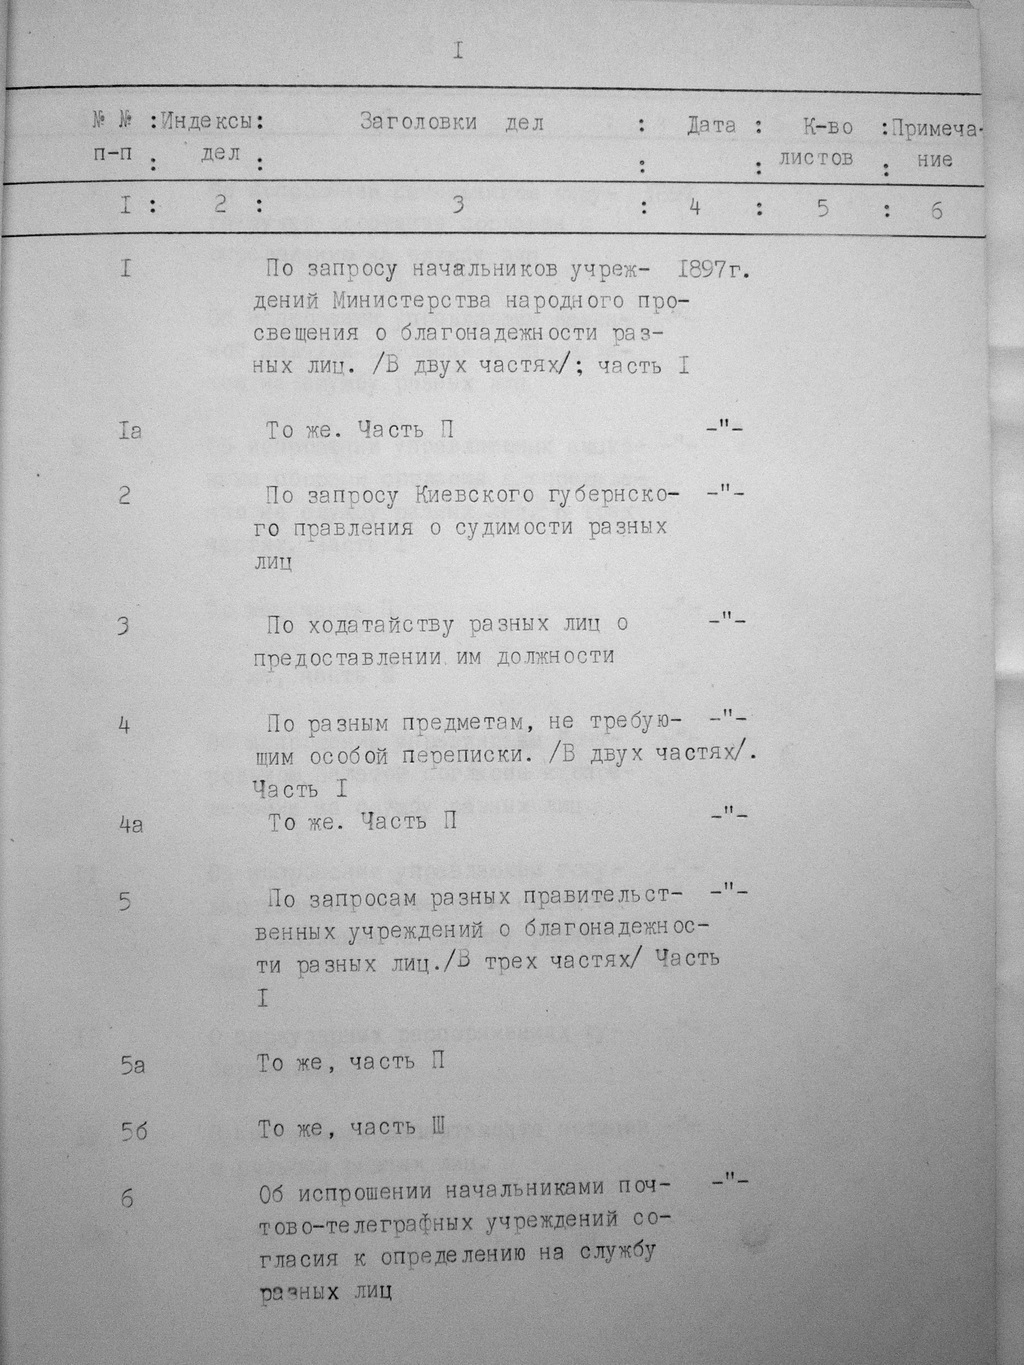 I
№ № :Индексы: Заголовки дел : Дата : К-во :Примеча-
п-п : дел : : : листов : ние
I : 2 : 3 : 4 : 5 : 6
I По запросу начальников учреж- I897г.
дений Министерства народного про-
свещения о благонадежности раз-
ных лиц. /В двух частях/; часть I
Iа То же. Часть П -"-
2 По запросу Киевского губернско- -"-
го правления о судимости разных
лиц
3 По ходатайству разных лиц о -"-
предоставлении им должности
4 По разным предметам, не требую- -"-
щим особой переписки. /В двух частях/.
Часть I
4а То же. Часть П -"-
5 По запросам разных правительст- -"-
венных учреждений о благонадежнос-
ти разных лиц./В трех частях/ Часть
I
5а То же, часть П
5б То же, часть Ш
6 Об испрошении начальниками поч- -"-
тово-телеграфных учреждений со-
гласия к определению на службу
разных лиц